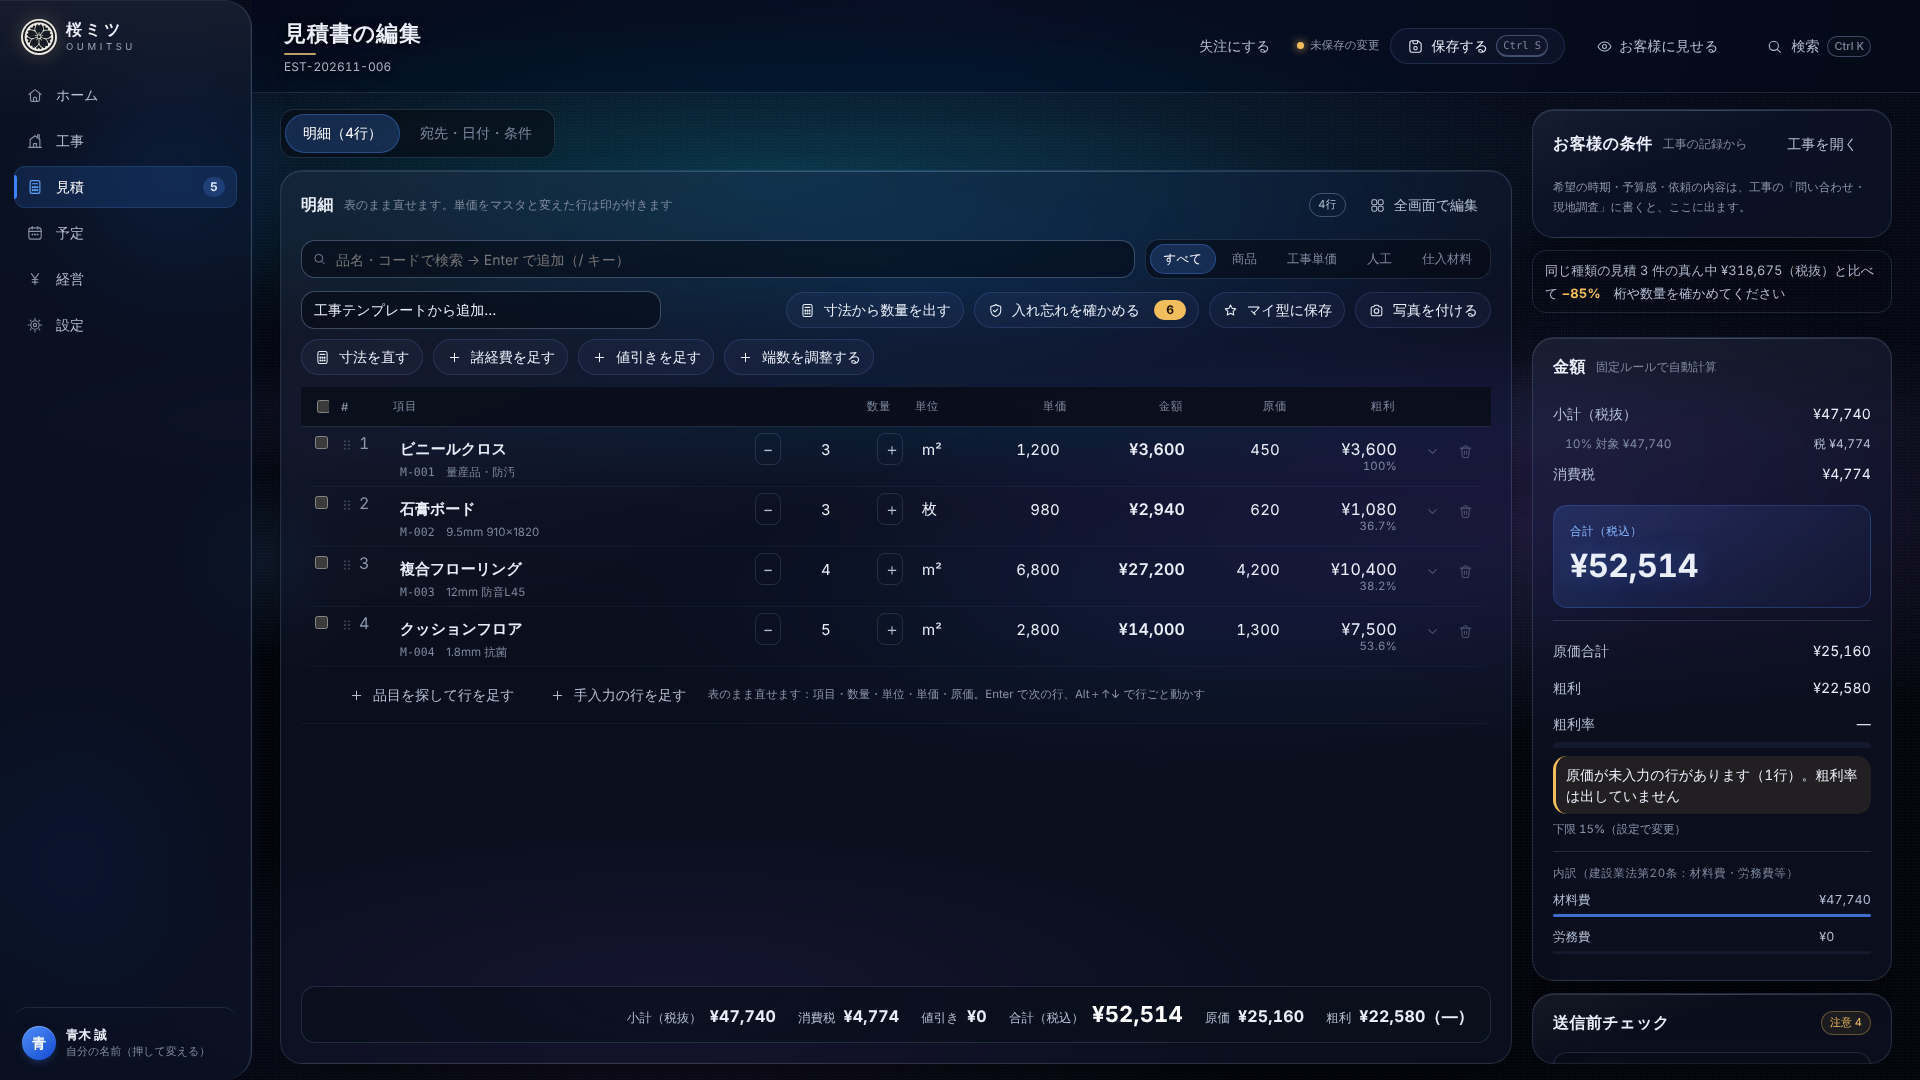 桜ミツ
OUMITSU
ホーム
工事
見積
5
予定
経営
設定
青
青木 誠
自分の名前（押して変える）
見積書の編集
EST-202611-006
失注にする
未保存の変更
保存する
Ctrl S
お客様に見せる
検索
Ctrl K
明細（4行）
宛先・日付・条件
明細
表のまま直せます。単価をマスタと変えた行は印が付きます
4行
全画面で編集
品名・コードで検索 → Enter で追加（/ キー）
すべて
商品
工事単価
人工
仕入材料
工事テンプレートから追加...
寸法から数量を出す
入れ忘れを確かめる
6
マイ型に保存
写真を付ける
寸法を直す
＋ 諸経費を足す
＋ 値引きを足す
＋ 端数を調整する
# 項目 数量 単位 単価 金額 原価 粗利
1 ビニールクロス − 3 + m² 1,200 ¥3,600 450 ¥3,600
M-001 量産品・防汚 100%
2 石膏ボード − 3 + 枚 980 ¥2,940 620 ¥1,080
M-002 9.5mm 910×1820 36.7%
3 複合フローリング − 4 + m² 6,800 ¥27,200 4,200 ¥10,400
M-003 12mm 防音L45 38.2%
4 クッションフロア − 5 + m² 2,800 ¥14,000 1,300 ¥7,500
M-004 1.8mm 抗菌 53.6%
＋ 品目を探して行を足す
＋ 手入力の行を足す
表のまま直せます：項目・数量・単位・単価・原価。Enter で次の行、Alt＋↑↓ で行ごと動かす
小計（税抜） ¥47,740 消費税 ¥4,774 値引き ¥0 合計（税込） ¥52,514 原価 ¥25,160 粗利 ¥22,580（—）
お客様の条件
工事の記録から
工事を開く
希望の時期・予算感・依頼の内容は、工事の「問い合わせ・
現地調査」に書くと、ここに出ます。
同じ種類の見積 3 件の真ん中 ¥318,675（税抜）と比べ
て −85% 桁や数量を確かめてください
金額
固定ルールで自動計算
小計（税抜） ¥47,740
10% 対象 ¥47,740 税 ¥4,774
消費税 ¥4,774
合計（税込）
¥52,514
原価合計 ¥25,160
粗利 ¥22,580
粗利率 —
原価が未入力の行があります（1行）。粗利率
は出していません
下限 15%（設定で変更）
内訳（建設業法第20条：材料費・労務費等）
材料費 ¥47,740
労務費 ¥0
送信前チェック
注意 4